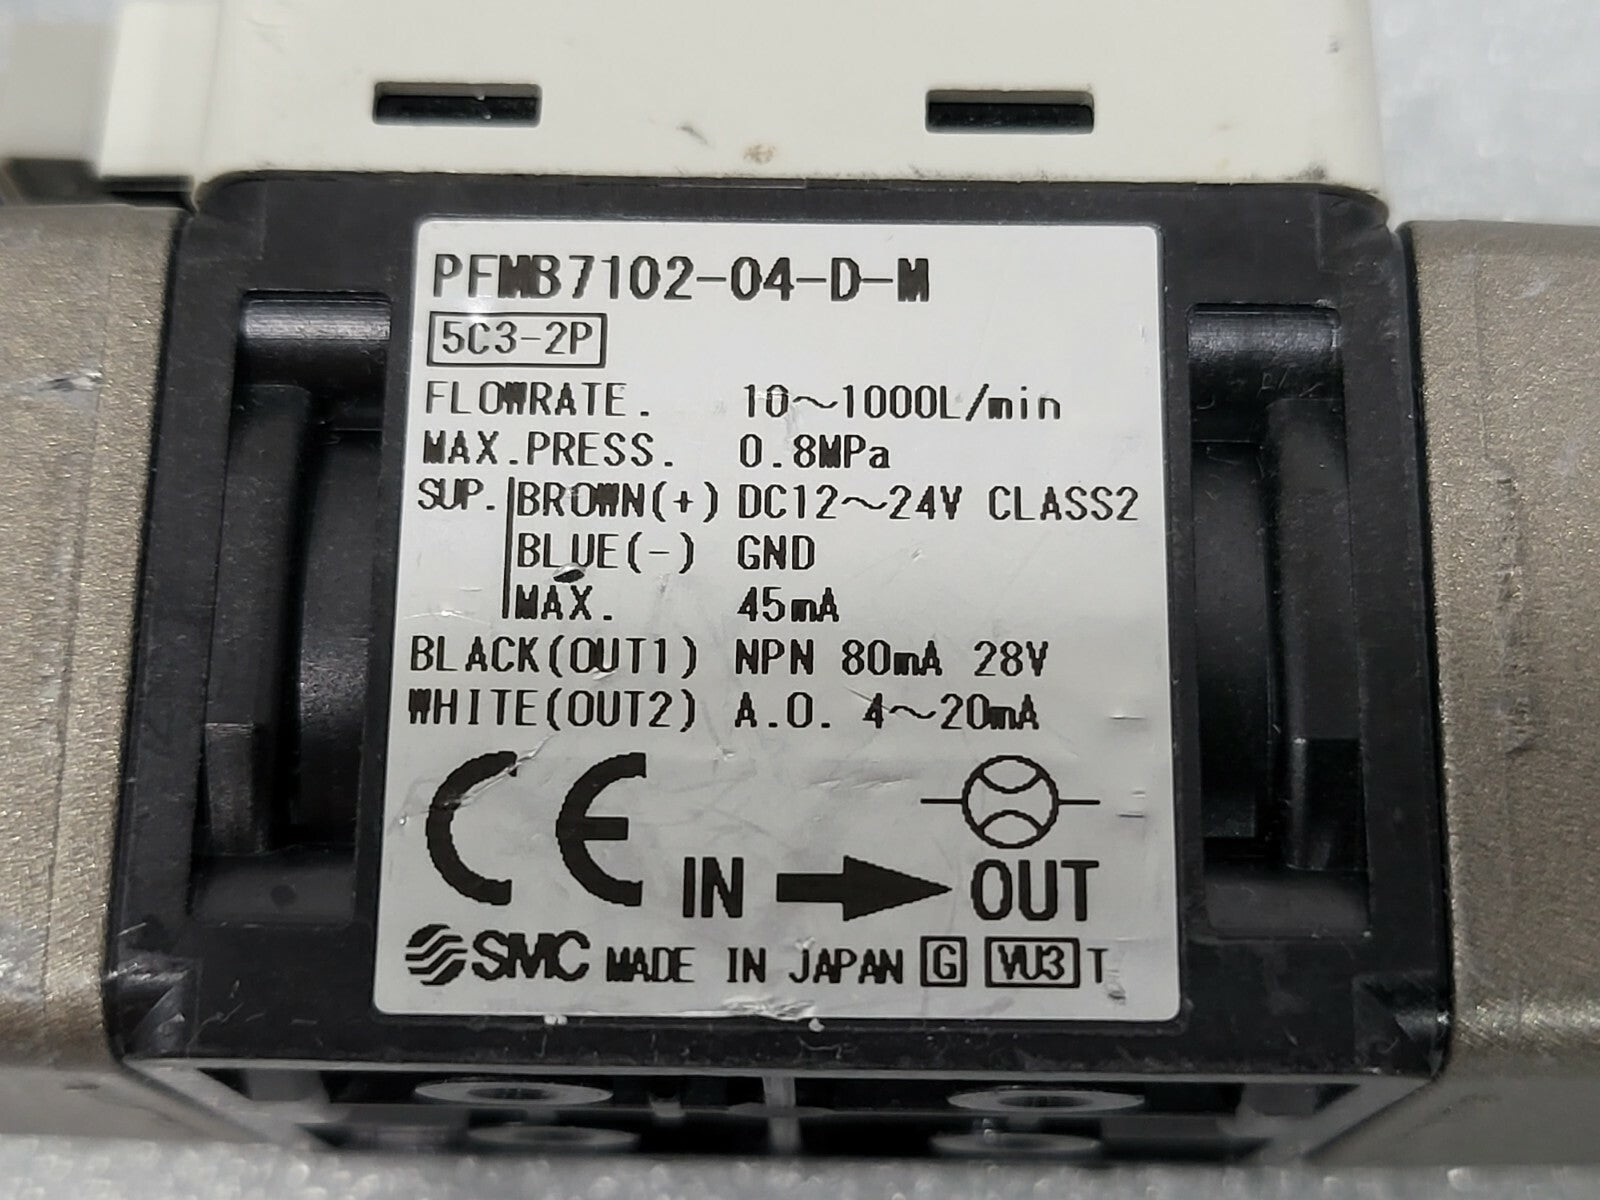 PFMB7102-04-D-M
5C3-2P
FLOWRATE. 10~1000L/min
MAX.PRESS. 0.8MPa
SUP. BROWN(+) DC12~24V CLASS2
BLUE(-) GND
MAX. 45mA
BLACK(OUT1) NPN 80mA 28V
WHITE(OUT2) A.O. 4~20mA
CE IN OUT
SMC MADE IN JAPAN G VU3 T